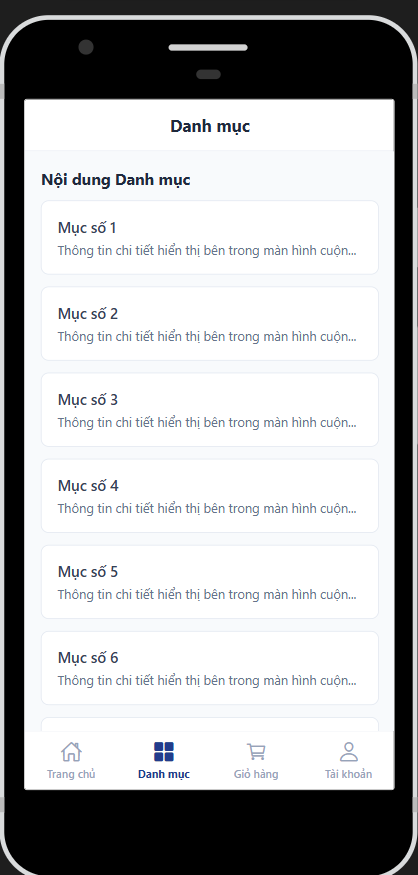 Danh mục
Nội dung Danh mục
Mục số 1
Thông tin chi tiết hiển thị bên trong màn hình cuộn...
Mục số 2
Thông tin chi tiết hiển thị bên trong màn hình cuộn...
Mục số 3
Thông tin chi tiết hiển thị bên trong màn hình cuộn...
Mục số 4
Thông tin chi tiết hiển thị bên trong màn hình cuộn...
Mục số 5
Thông tin chi tiết hiển thị bên trong màn hình cuộn...
Mục số 6
Thông tin chi tiết hiển thị bên trong màn hình cuộn...
Trang chủ Danh mục Giỏ hàng Tài khoản